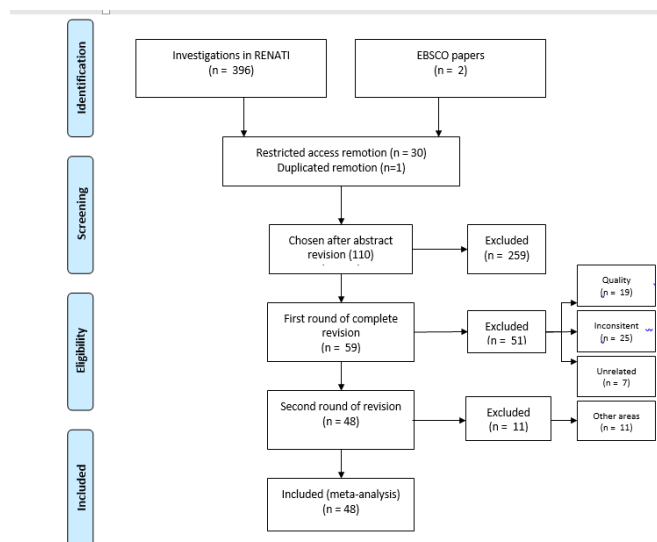 Identification
Investigations in RENATI
(n = 396)
EBSCO papers
(n = 2)
Restricted access remotion (n = 30)
Duplicated remotion (n=1)
Screening
Chosen after abstract
revision (110)
Excluded
(n = 259)
Eligibility
First round of complete
revision
(n = 59)
Excluded
(n = 51)
Quality
(n = 19)
Inconsitent
(n = 25)
Unrelated
(n = 7)
Second round of revision
(n = 48)
Excluded
(n = 11)
Other areas
(n = 11)
Included
Included (meta-analysis)
(n = 48)